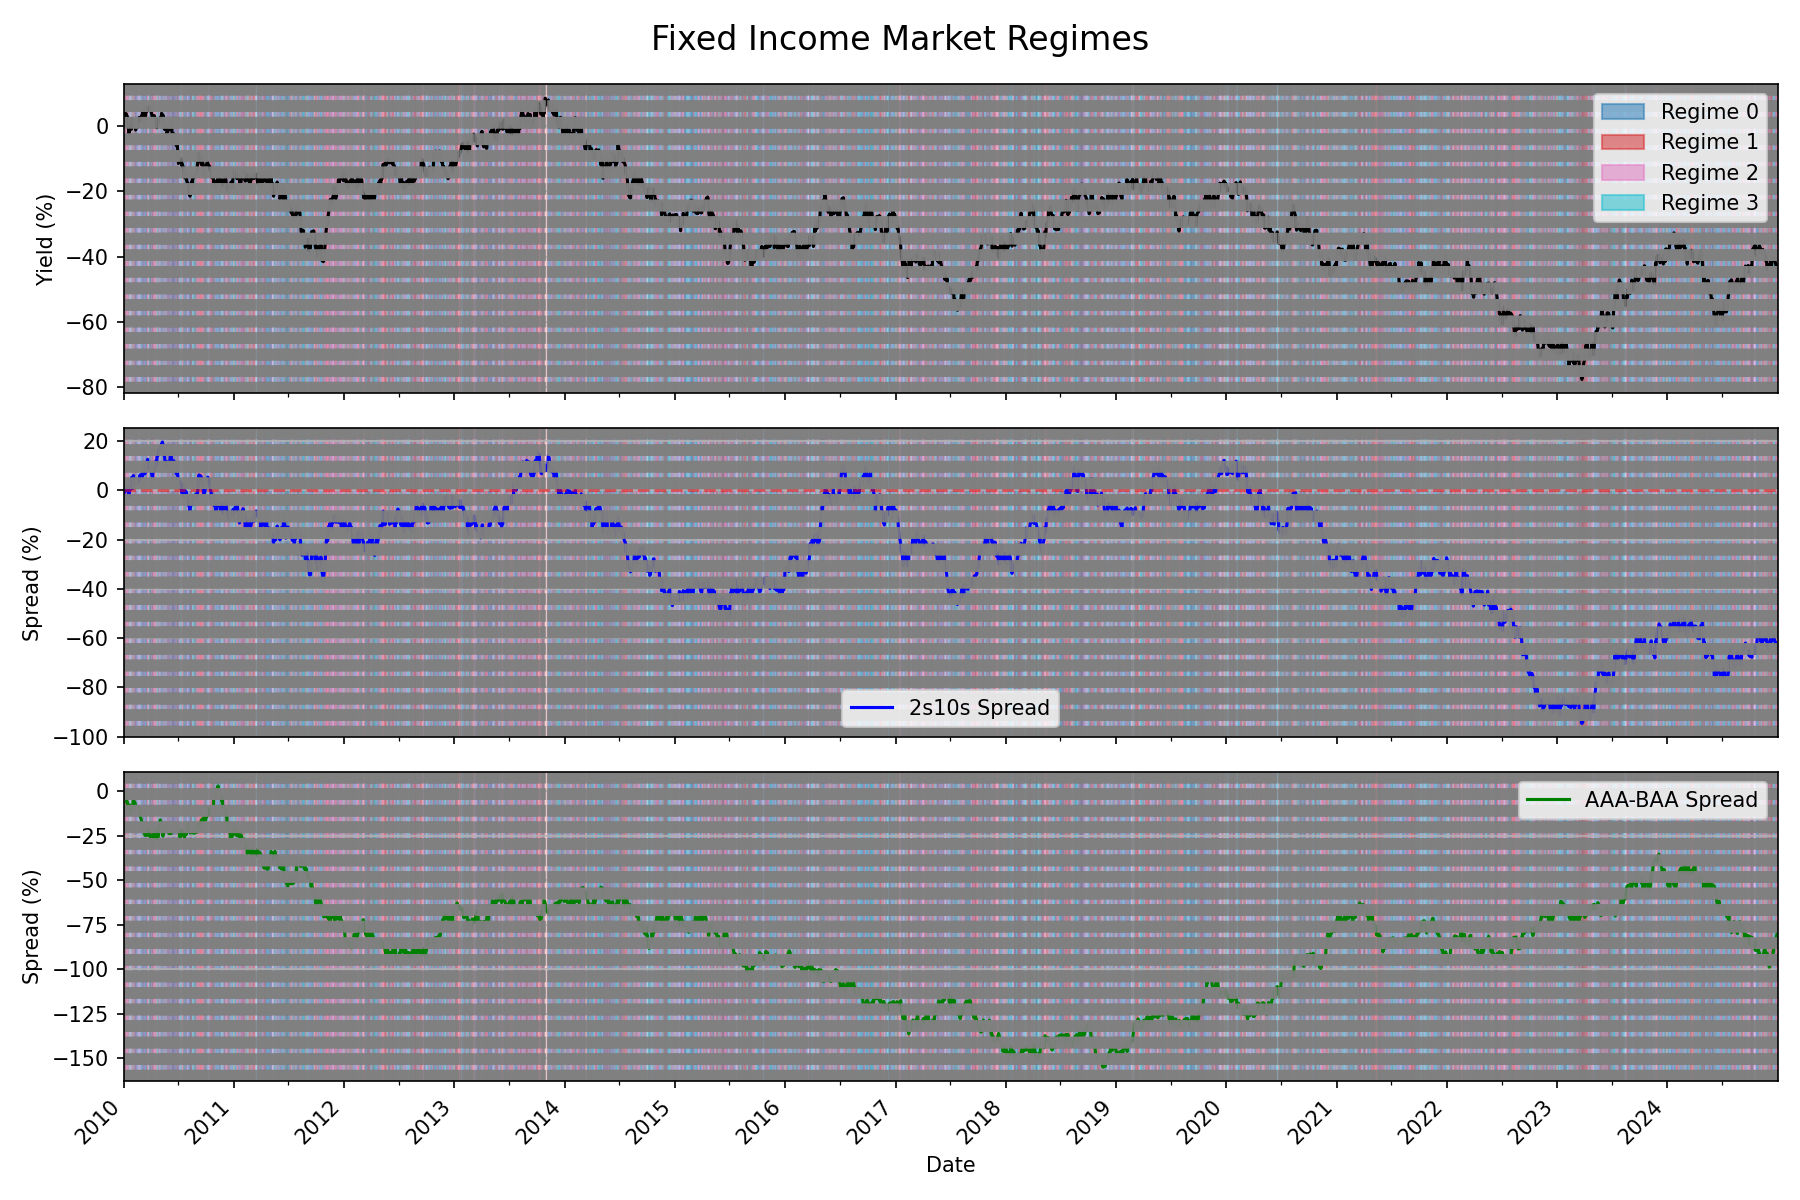 Fixed Income Market Regimes
Yield (%)
0
−20
−40
−60
−80
Regime 0
Regime 1
Regime 2
Regime 3
Spread (%)
20
0
−20
−40
−60
−80
−100
2s10s Spread
Spread (%)
0
−25
−50
−75
−100
−125
−150
AAA-BAA Spread
2010 2011 2012 2013 2014 2015 2016 2017 2018 2019 2020 2021 2022 2023 2024
Date